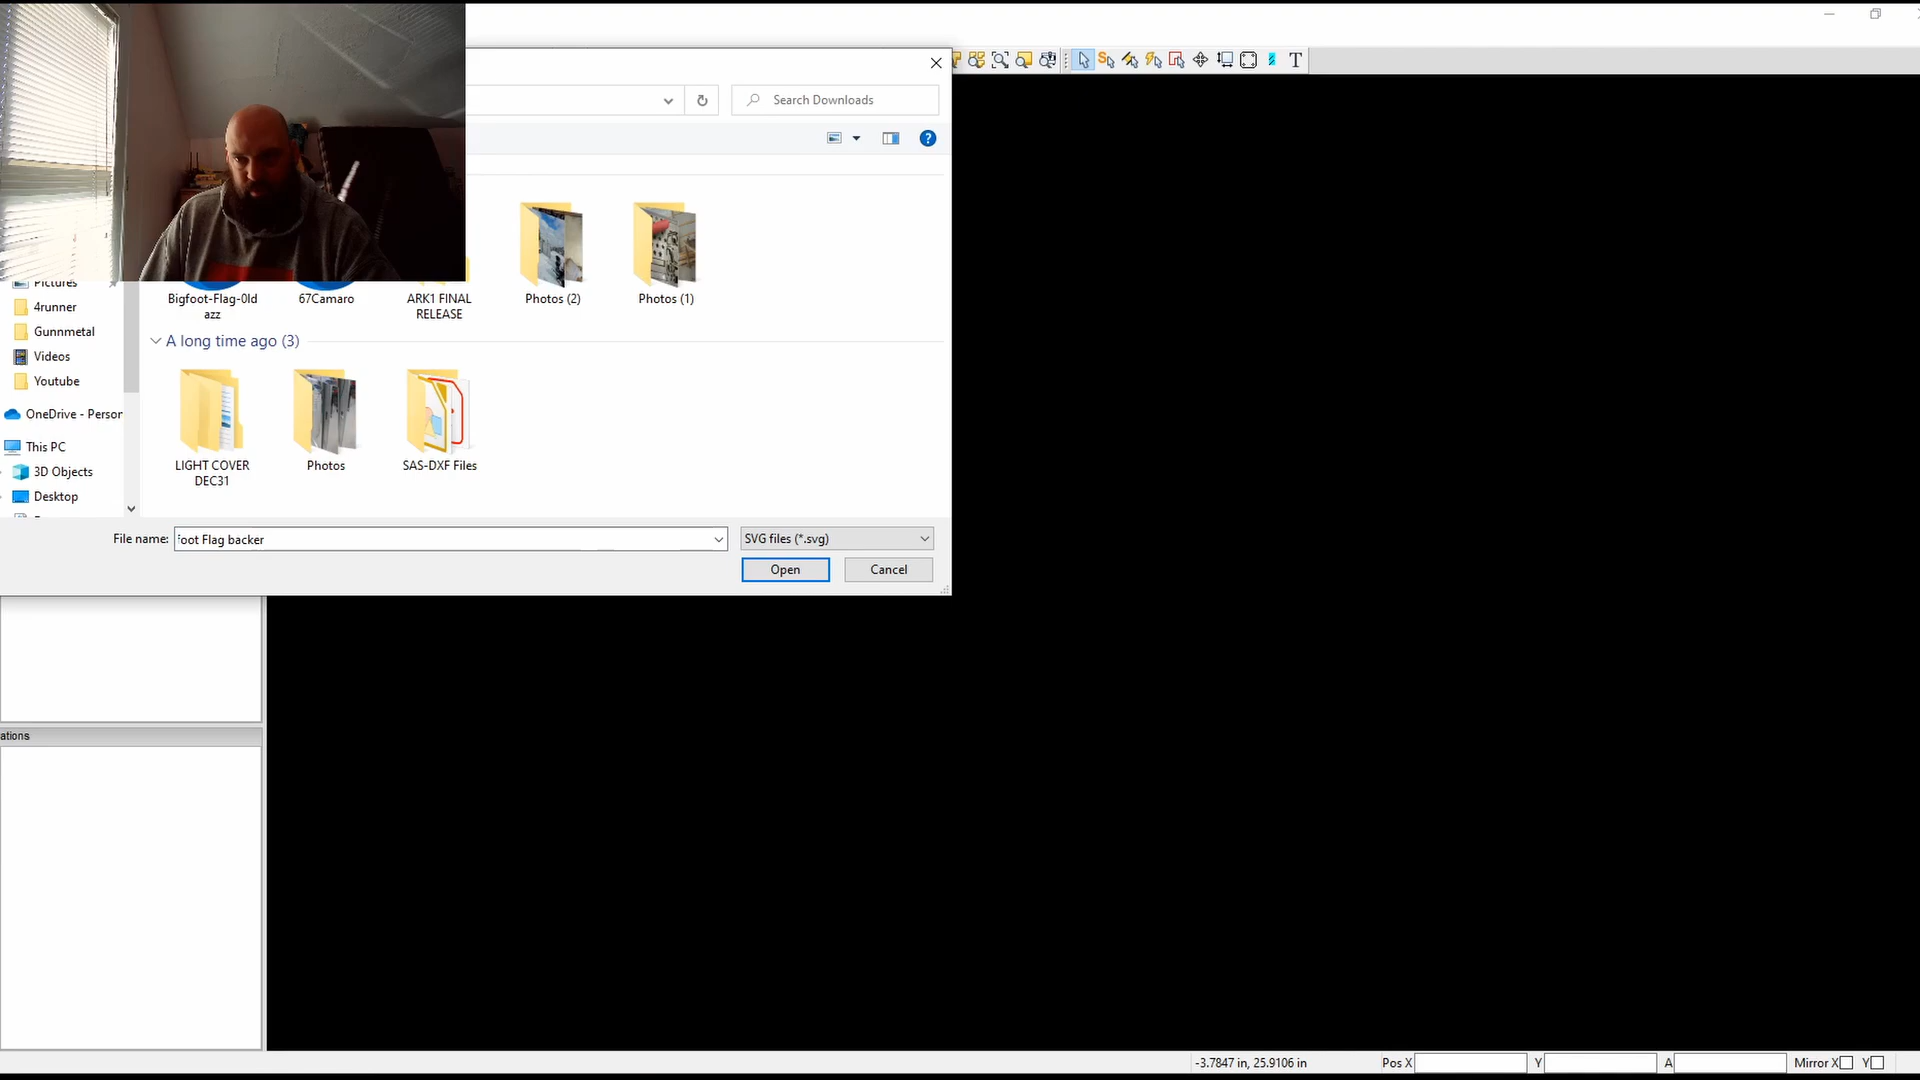 Search Downloads
Pictures
4runner
Gunnmetal
Videos
Youtube
OneDrive - Person
This PC
3D Objects
Desktop
Bigfoot-Flag-0ld
azz
67Camaro
ARK1 FINAL
RELEASE
Photos (2)
Photos (1)
A long time ago (3)
LIGHT COVER
DEC31
Photos
SAS-DXF Files
File name:
foot Flag backer
SVG files (*.svg)
Open
Cancel
ations
-3.7847 in, 25.9106 in
Pos X
Y
A
Mirror X
Y